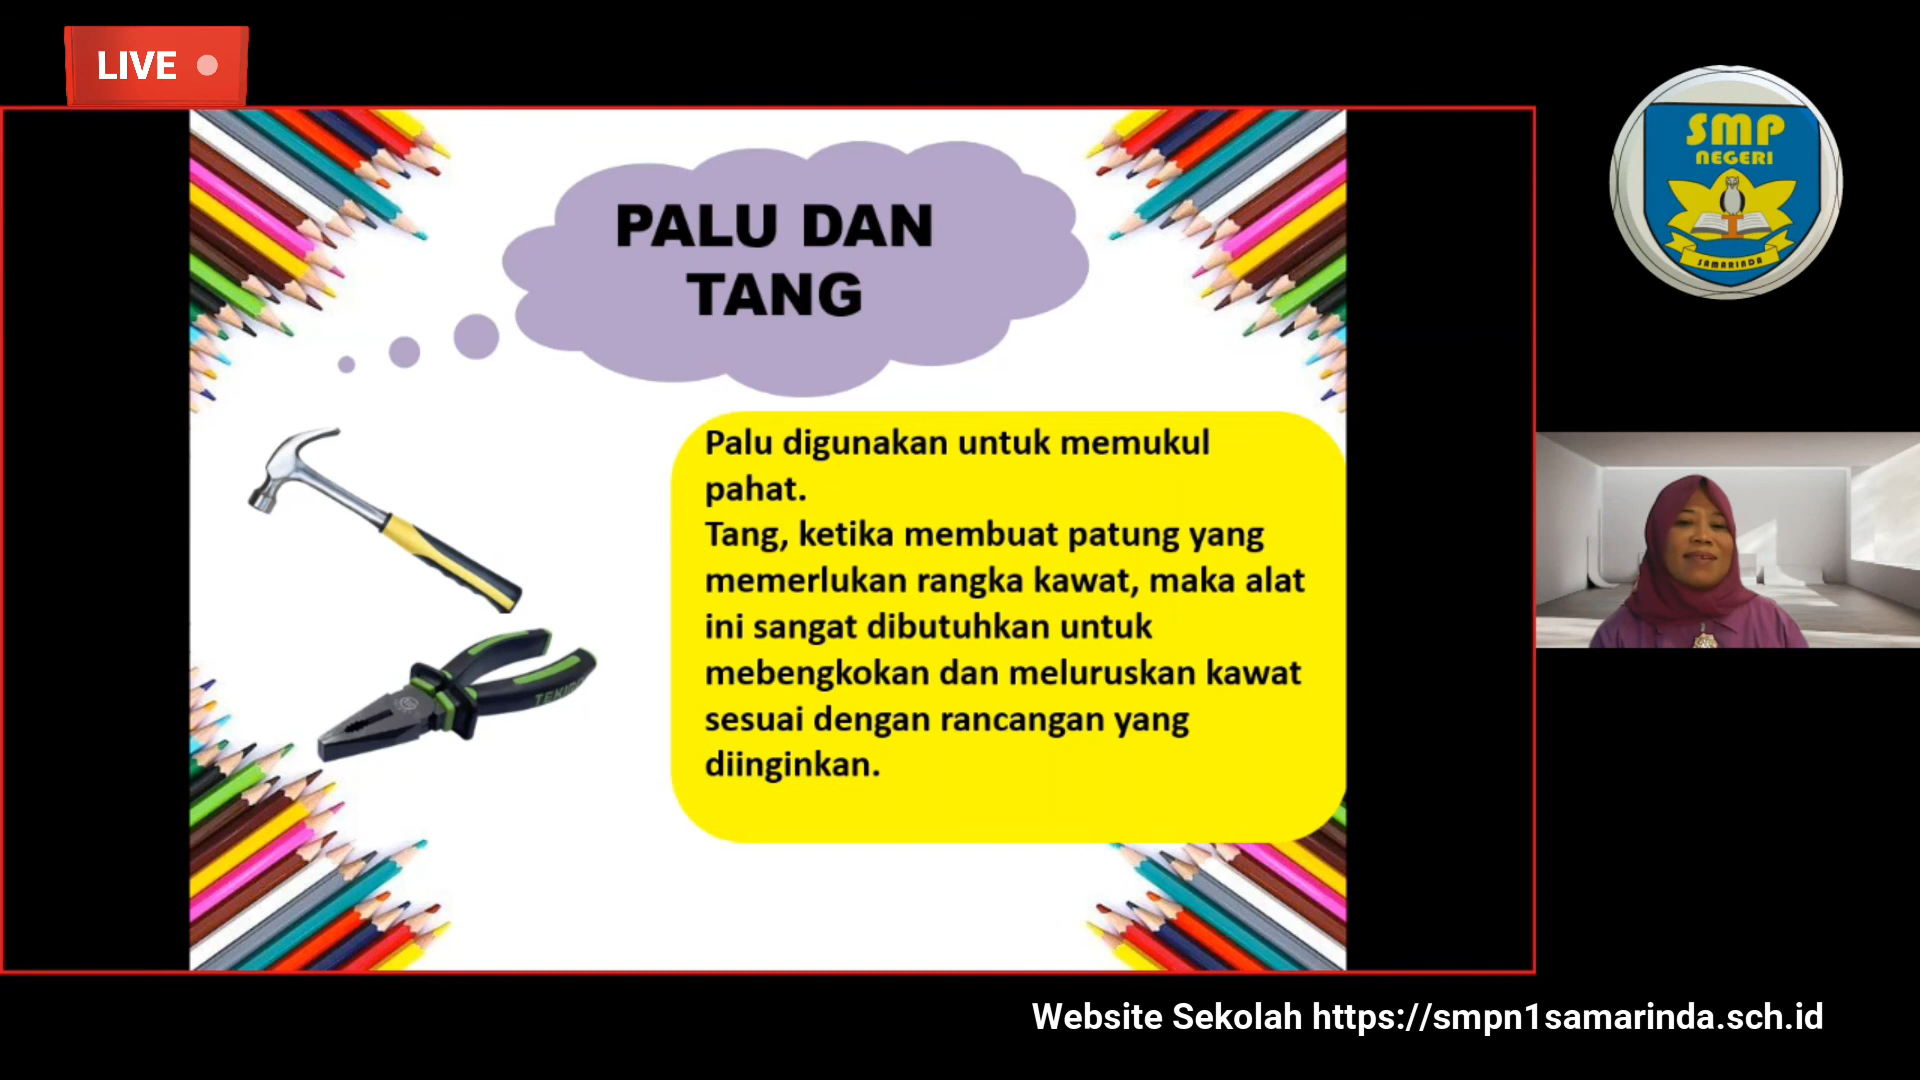 LIVE
SMP
NEGERI
SAMARINDA
PALU DAN
TANG
Palu digunakan untuk memukul
pahat.
Tang, ketika membuat patung yang
memerlukan rangka kawat, maka alat
ini sangat dibutuhkan untuk
mebengkokan dan meluruskan kawat
sesuai dengan rancangan yang
diinginkan.
Website Sekolah https://smpn1samarinda.sch.id